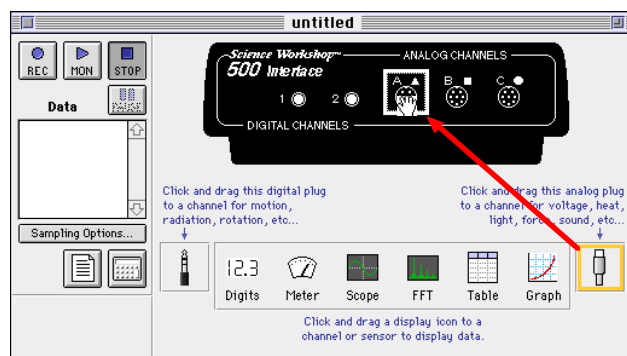 untitled
REC MON STOP
Data PAUSE
Sampling Options...
Science Workshop™
500 Interface
ANALOG CHANNELS
A B C
1 2
DIGITAL CHANNELS
Click and drag this digital plug
to a channel for motion,
radiation, rotation, etc...
Click and drag this analog plug
to a channel for voltage, heat,
light, force, sound, etc...
12.3
Digits Meter Scope FFT Table Graph
Click and drag a display icon to a
channel or sensor to display data.